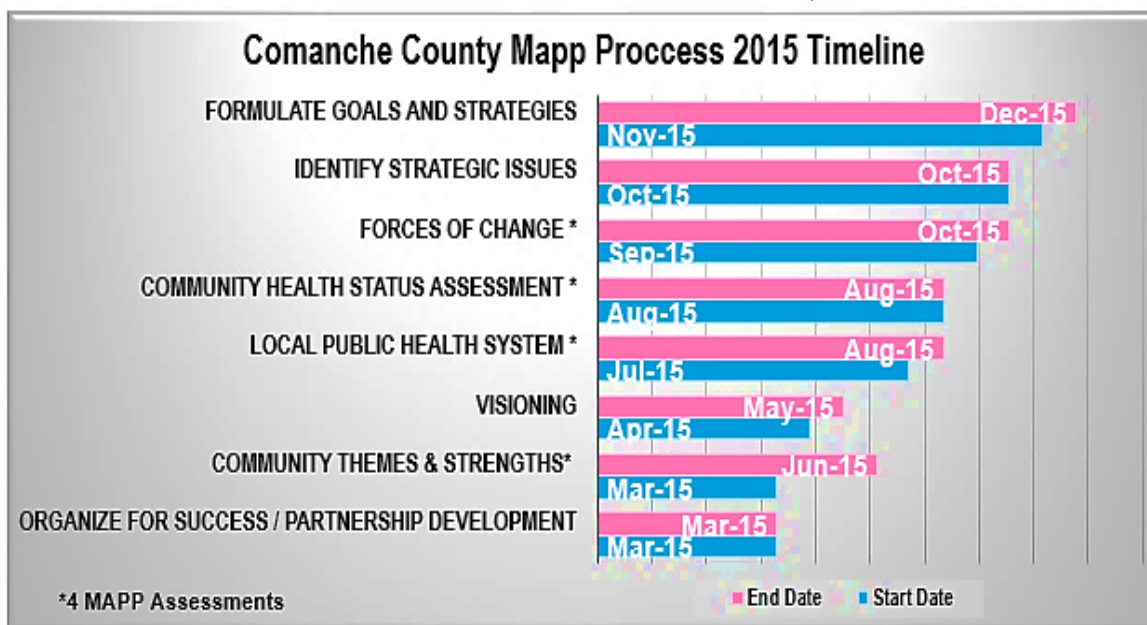 Comanche County Mapp Proccess 2015 Timeline
FORMULATE GOALS AND STRATEGIES
Dec-15
Nov-15
IDENTIFY STRATEGIC ISSUES
Oct-15
Oct-15
FORCES OF CHANGE *
Oct-15
Sep-15
COMMUNITY HEALTH STATUS ASSESSMENT *
Aug-15
Aug-15
LOCAL PUBLIC HEALTH SYSTEM *
Aug-15
Jul-15
VISIONING
May-15
Apr-15
COMMUNITY THEMES & STRENGTHS*
Jun-15
Mar-15
ORGANIZE FOR SUCCESS / PARTNERSHIP DEVELOPMENT
Mar-15
Mar-15
*4 MAPP Assessments
End Date Start Date